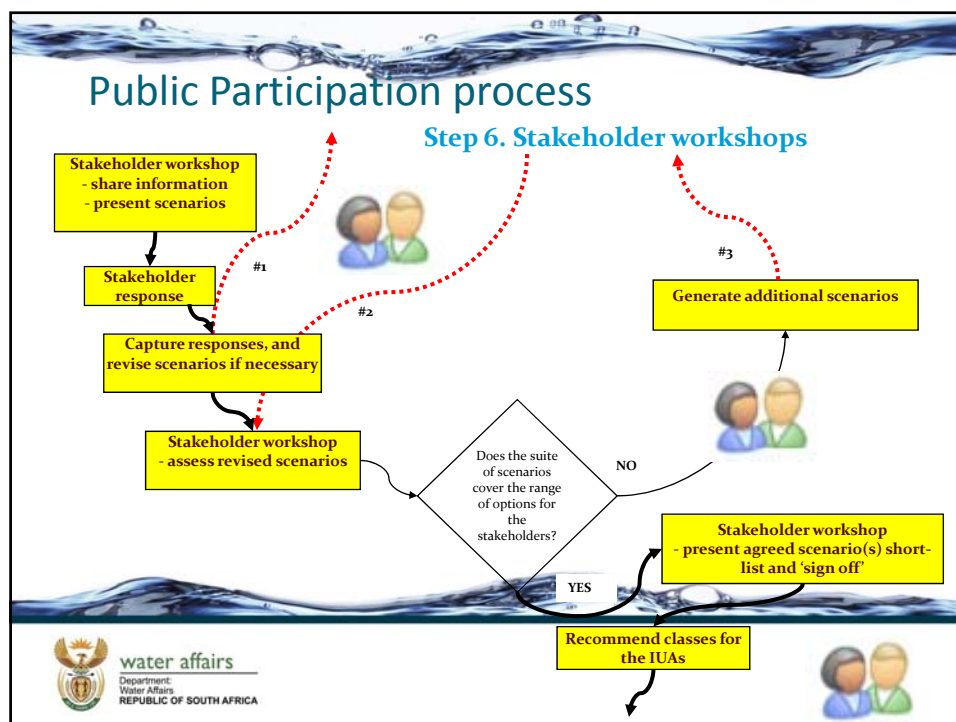 Public Participation process
Step 6. Stakeholder workshops
Stakeholder workshop
- share information
- present scenarios
#1
Stakeholder
response
#2
#3
Generate additional scenarios
Capture responses, and
revise scenarios if necessary
Stakeholder workshop
- assess revised scenarios
Does the suite
of scenarios
cover the range
of options for
the
stakeholders?
NO
YES
Stakeholder workshop
- present agreed scenario(s) short-
list and ‘sign off’
Recommend classes for
the IUAs
water affairs
Department:
Water Affairs
REPUBLIC OF SOUTH AFRICA